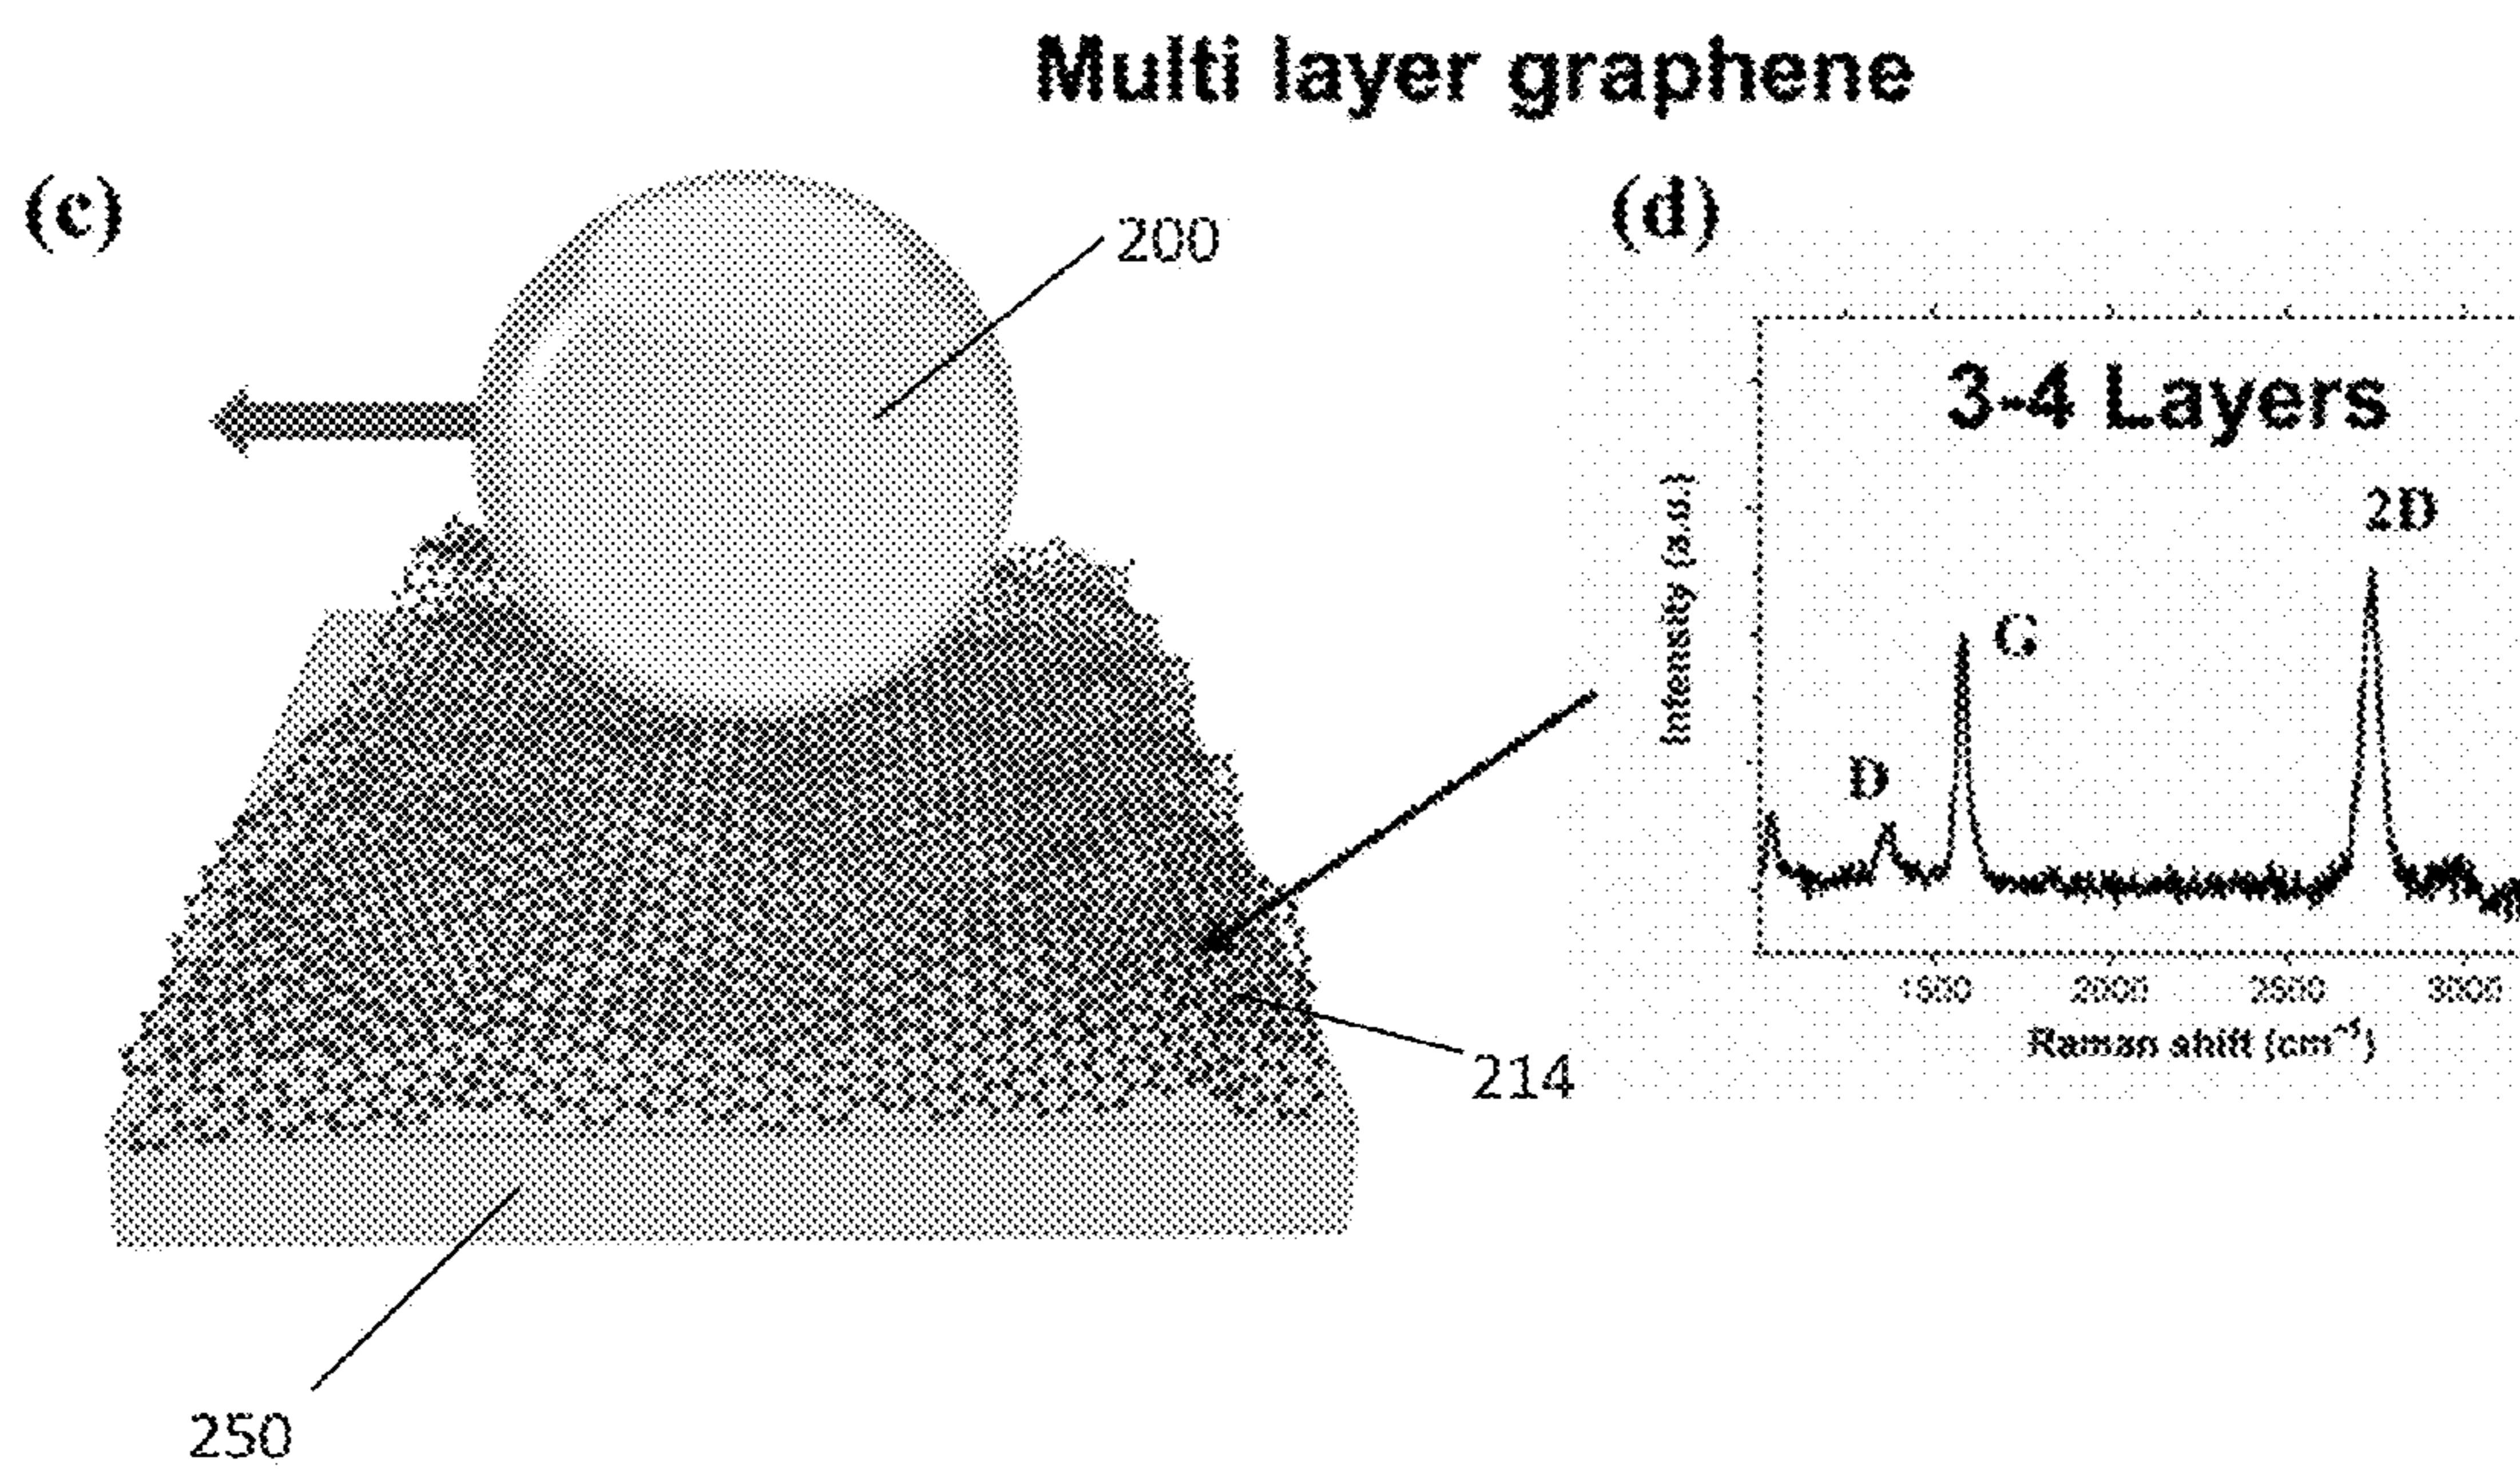 Multi layer graphene
(c)
200
214
250
(d)
3-4 Layers
2D
G
D
Intensity (a.u.)
1500 2000 2500 3000
Raman shift (cm⁻¹)